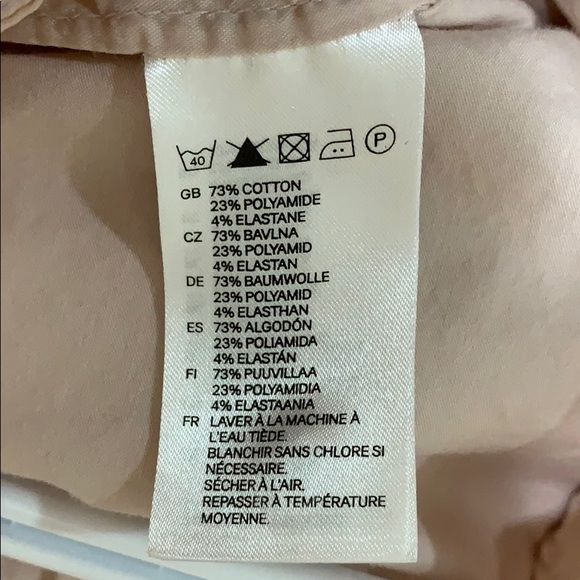 40 P
GB 73% COTTON
23% POLYAMIDE
4% ELASTANE
CZ 73% BAVLNA
23% POLYAMID
4% ELASTAN
DE 73% BAUMWOLLE
23% POLYAMID
4% ELASTHAN
ES 73% ALGODÓN
23% POLIAMIDA
4% ELASTÁN
FI 73% PUUVILLAA
23% POLYAMIDIA
4% ELASTAANIA
FR LAVER À LA MACHINE À
L'EAU TIÈDE.
BLANCHIR SANS CHLORE SI
NÉCESSAIRE.
SÉCHER À L'AIR.
REPASSER À TEMPÉRATURE
MOYENNE.